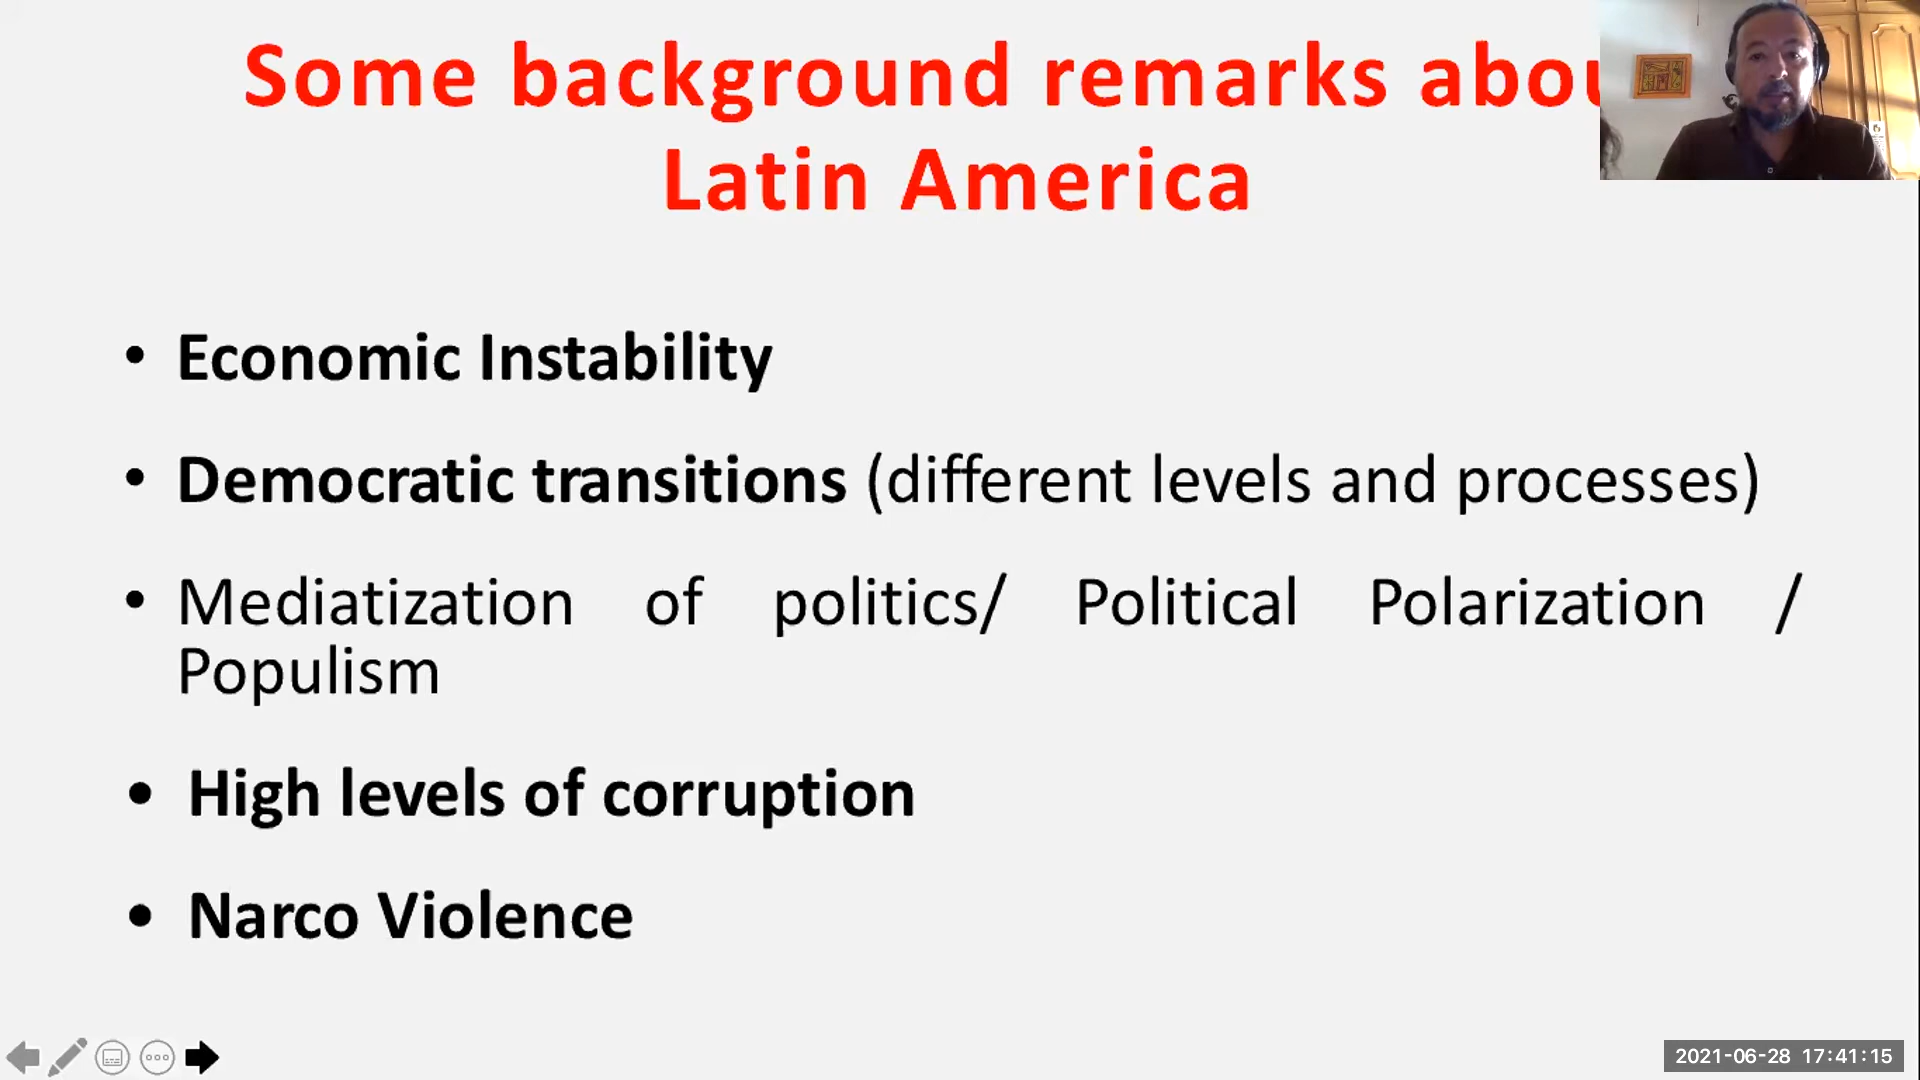 Some background remarks abou
Latin America
• Economic Instability
• Democratic transitions (different levels and processes)
• Mediatization of politics/ Political Polarization /
Populism
• High levels of corruption
• Narco Violence
2021-06-28 17:41:15